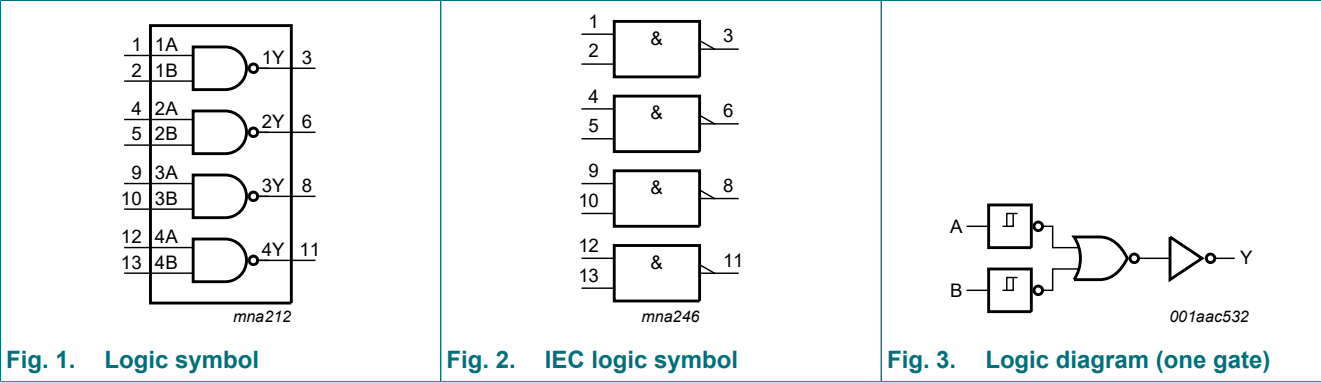 1 1A
1Y 3
2 1B
4 2A
2Y 6
5 2B
9 3A
3Y 8
10 3B
12 4A
4Y 11
13 4B
mna212
Fig. 1. Logic symbol
1
&
3
2
4
&
6
5
9
&
8
10
12
&
11
13
mna246
Fig. 2. IEC logic symbol
A
Y
B
001aac532
Fig. 3. Logic diagram (one gate)